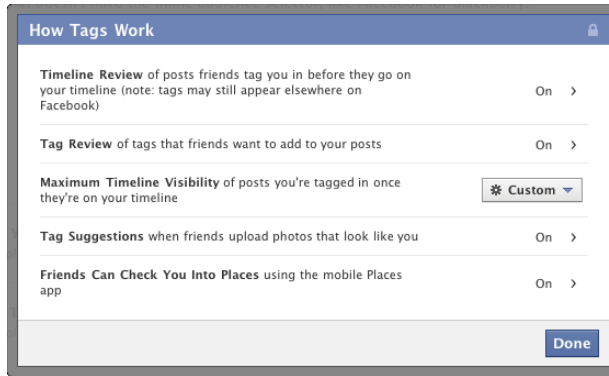 How Tags Work
Timeline Review of posts friends tag you in before they go on
your timeline (note: tags may still appear elsewhere on
Facebook)
On
Tag Review of tags that friends want to add to your posts
On
Maximum Timeline Visibility of posts you're tagged in once
they're on your timeline
Custom
Tag Suggestions when friends upload photos that look like you
On
Friends Can Check You Into Places using the mobile Places
app
On
Done